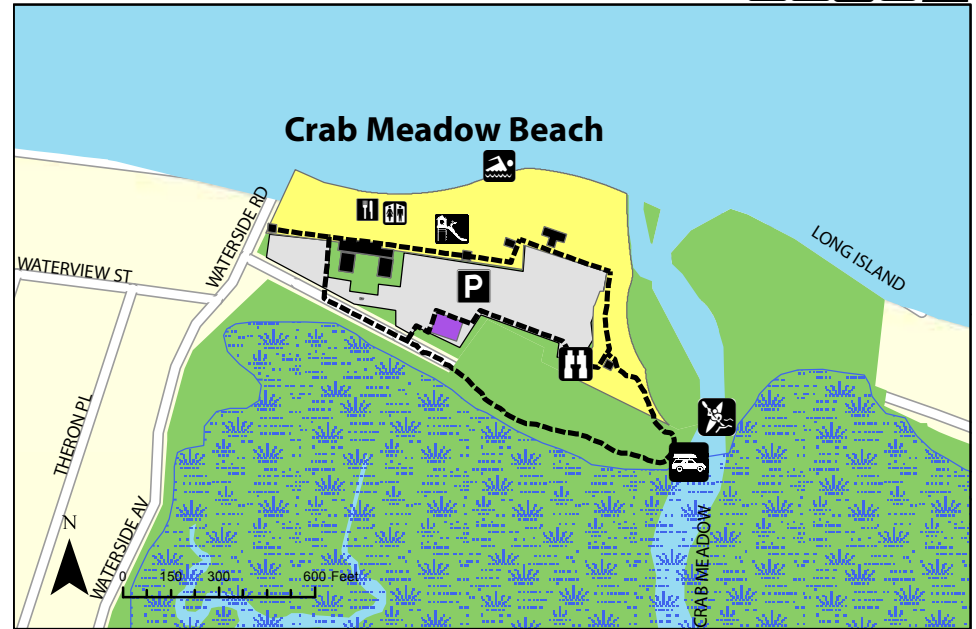 Crab Meadow Beach
WATERSIDE RD
LONG ISLAND
WATERVIEW ST
P
THERON PL
N
WATERSIDE AV
CRAB MEADOW
0 150 300 600 Feet